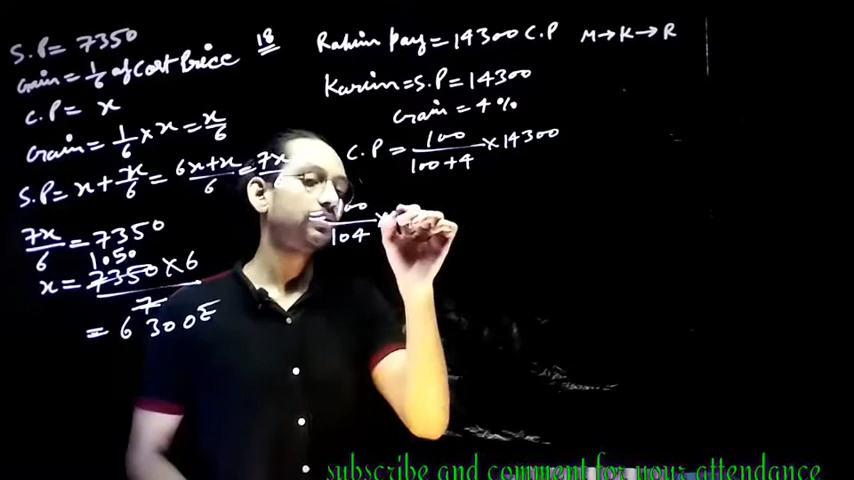 S.P= 7350
Gain = 1/6 of Cost Price
C.P= x
Gain = 1/6 × x = x/6
S.P= x + x/6 = 6x+x/6 = 7x/6
7x/6 = 7350
1050
x = 7350 × 6 / 7
= 6300
18
Rahim pay = 14300 C.P M→K→R
Karim = S.P = 14300
Gain = 4%
C.P = 100/100+4 × 14300
100/104 ×
subscribe and comment for your attendance